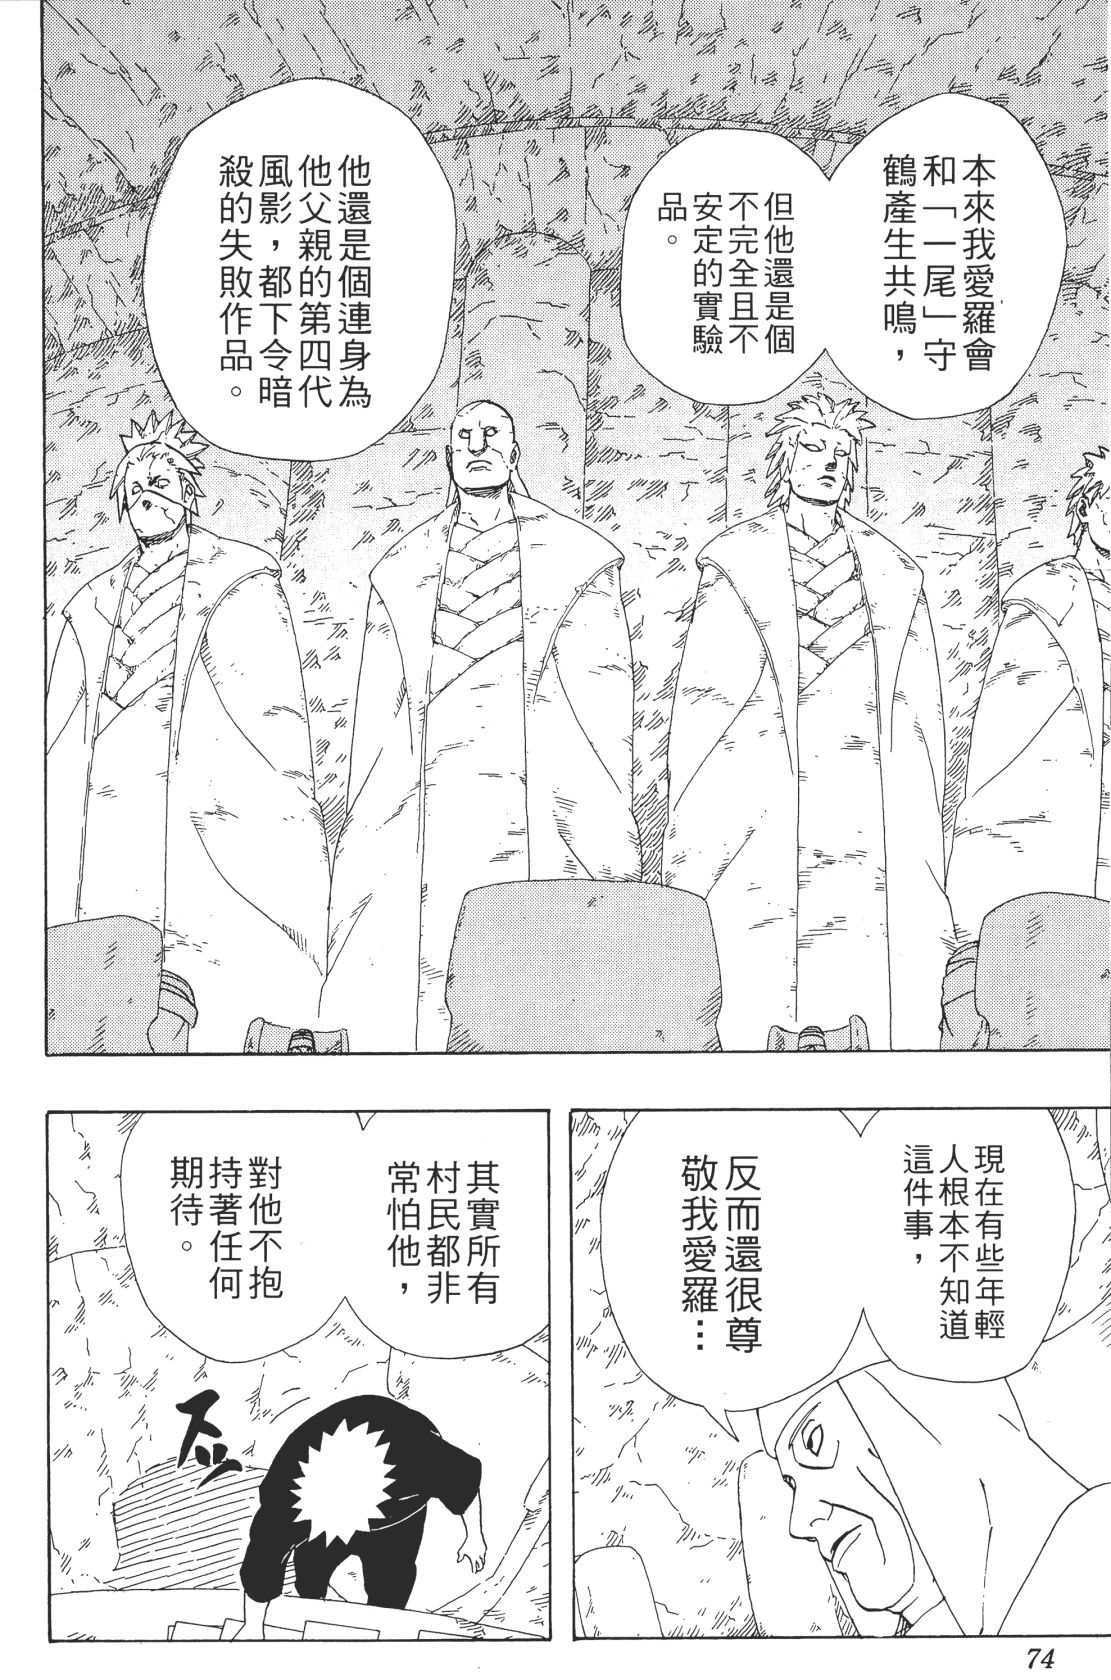 本來我愛羅會
和「一尾」守
鶴產生共鳴，
但他還是個
不完全且不
安定的實驗
品。
他還是個連身為
他父親的第四代
風影，都下令暗
殺的失敗作品。
現在有些年輕
人根本不知道
這件事，
反而還很尊
敬我愛羅…
其實所有
村民都非
常怕他，
對他不抱
持著任何
期待。
74